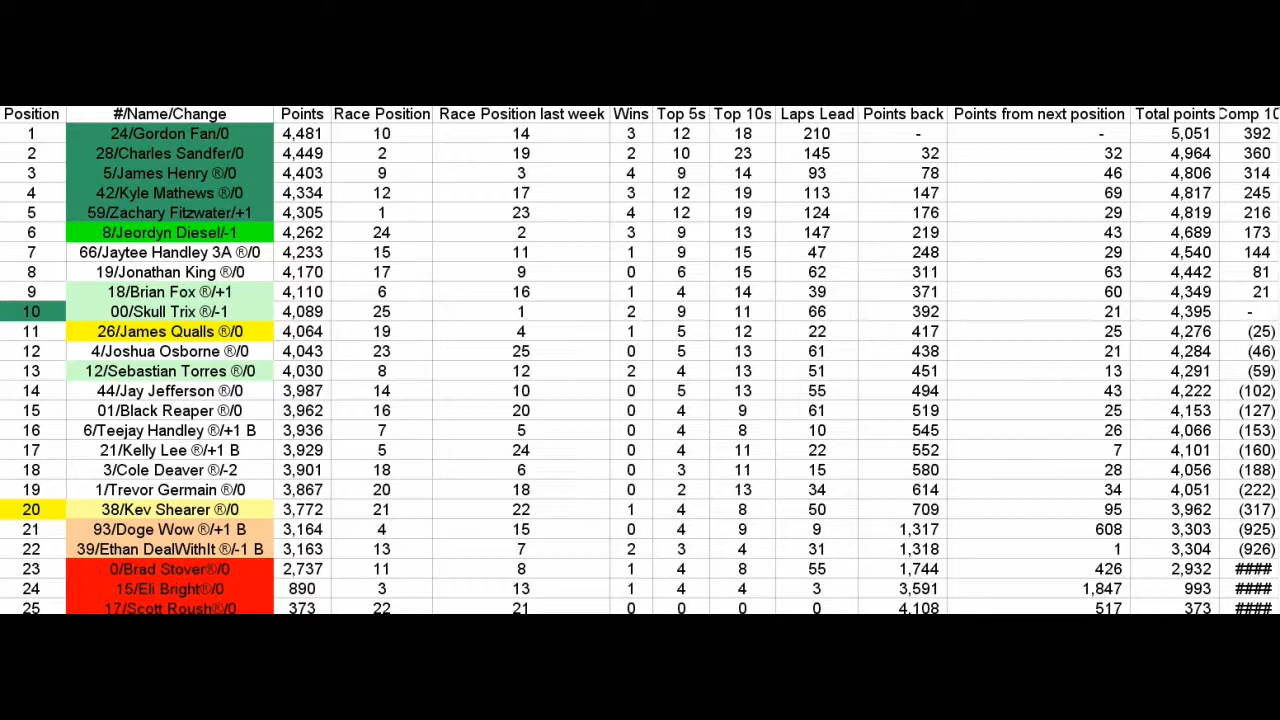 Position #/Name/Change Points Race Position Race Position last week Wins Top 5s Top 10s Laps Lead Points back Points from next position Total points Comp 10
1 24/Gordon Fan/0 4,481 10 14 3 12 18 210 - - 5,051 392
2 28/Charles Sandfer/0 4,449 2 19 2 10 23 145 32 32 4,964 360
3 5/James Henry ®/0 4,403 9 3 4 9 14 93 78 46 4,806 314
4 42/Kyle Mathews ®/0 4,334 12 17 3 12 19 113 147 69 4,817 245
5 59/Zachary Fitzwater/+1 4,305 1 23 4 12 19 124 176 29 4,819 216
6 8/Jeordyn Diesel/-1 4,262 24 2 3 9 13 147 219 43 4,689 173
7 66/Jaytee Handley 3A ®/0 4,233 15 11 1 9 15 47 248 29 4,540 144
8 19/Jonathan King ®/0 4,170 17 9 0 6 15 62 311 63 4,442 81
9 18/Brian Fox ®/+1 4,110 6 16 1 4 14 39 371 60 4,349 21
10 00/Skull Trix ®/-1 4,089 25 1 2 9 11 66 392 21 4,395 -
11 26/James Qualls ®/0 4,064 19 4 1 5 12 22 417 25 4,276 (25)
12 4/Joshua Osborne ®/0 4,043 23 25 0 5 13 61 438 21 4,284 (46)
13 12/Sebastian Torres ®/0 4,030 8 12 2 4 13 51 451 13 4,291 (59)
14 44/Jay Jefferson ®/0 3,987 14 10 0 5 13 55 494 43 4,222 (102)
15 01/Black Reaper ®/0 3,962 16 20 0 4 9 61 519 25 4,153 (127)
16 6/Teejay Handley ®/+1 B 3,936 7 5 0 4 8 10 545 26 4,066 (153)
17 21/Kelly Lee ®/+1 B 3,929 5 24 0 4 11 22 552 7 4,101 (160)
18 3/Cole Deaver ®/-2 3,901 18 6 0 3 11 15 580 28 4,056 (188)
19 1/Trevor Germain ®/0 3,867 20 18 0 2 13 34 614 34 4,051 (222)
20 38/Kev Shearer ®/0 3,772 21 22 1 4 8 50 709 95 3,962 (317)
21 93/Doge Wow ®/+1 B 3,164 4 15 0 4 9 9 1,317 608 3,303 (925)
22 39/Ethan DealWithIt ®/-1 B 3,163 13 7 2 3 4 31 1,318 1 3,304 (926)
23 0/Brad Stover®/0 2,737 11 8 1 4 8 55 1,744 426 2,932 ####
24 15/Eli Bright®/0 890 3 13 1 4 4 3 3,591 1,847 993 ####
25 17/Scott Roush®/0 373 22 21 0 0 0 0 4,108 517 373 ####